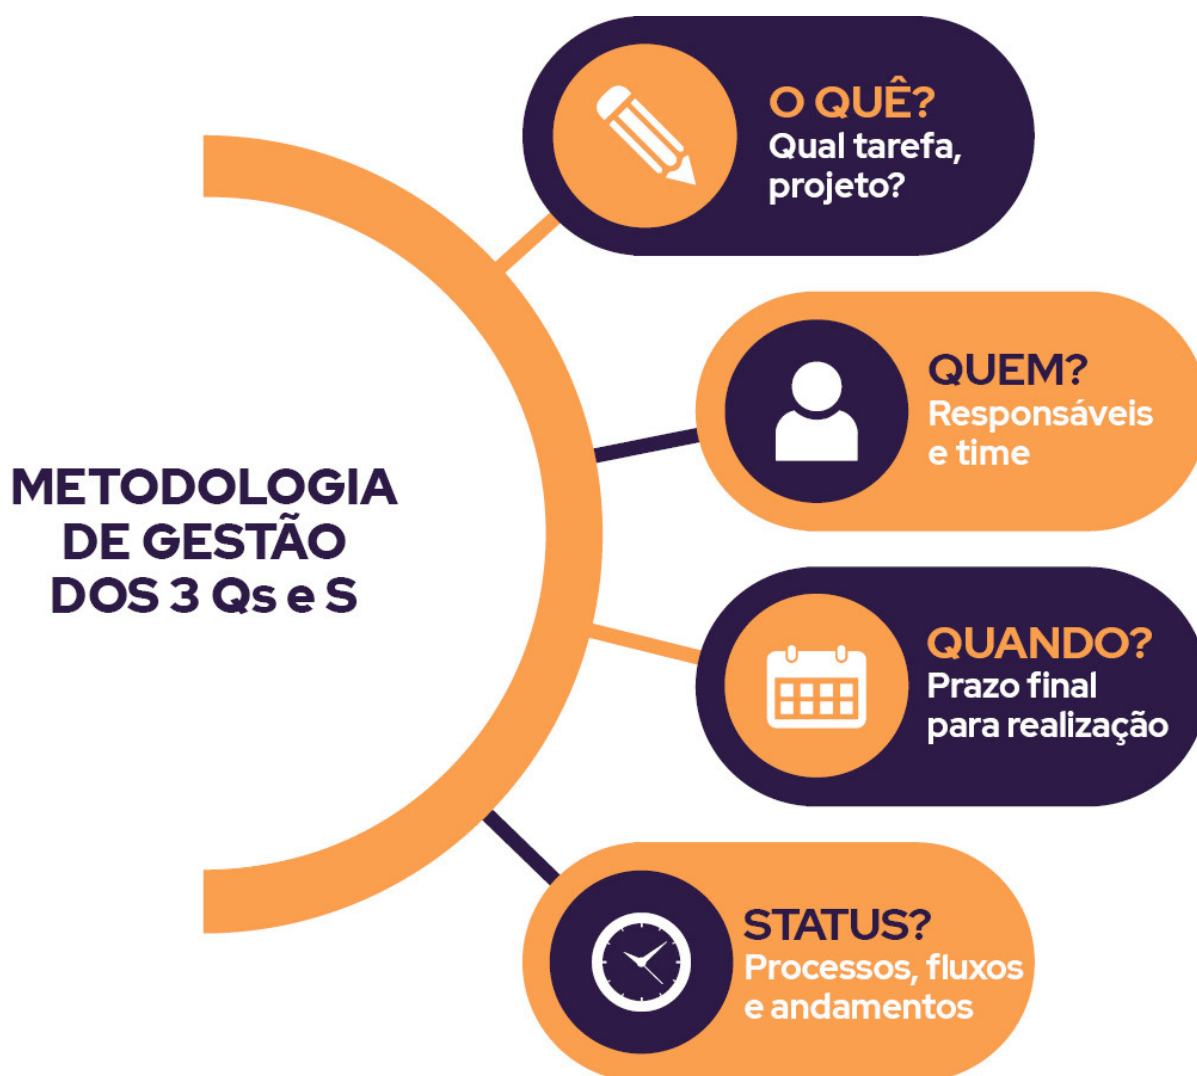 METODOLOGIA
DE GESTÃO
DOS 3 Qs e S
O QUÊ?
Qual tarefa,
projeto?
QUEM?
Responsáveis
e time
QUANDO?
Prazo final
para realização
STATUS?
Processos, fluxos
e andamentos